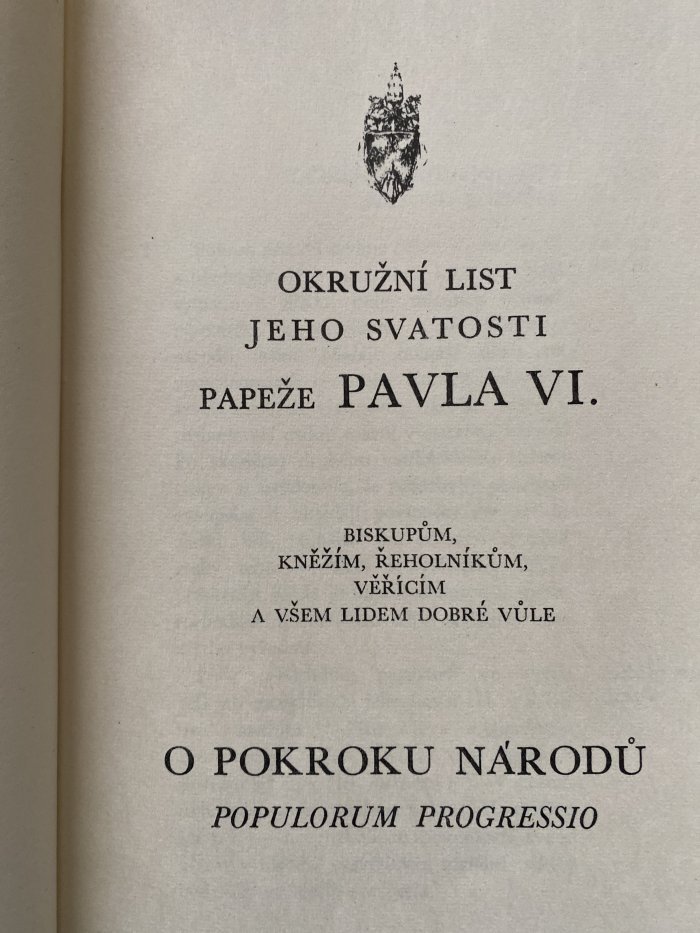 OKRUŽNÍ LIST
JEHO SVATOSTI
PAPEŽE PAVLA VI.
BISKUPŮM,
KNĚŽÍM, ŘEHOLNÍKŮM,
VĚŘÍCÍM
A VŠEM LIDEM DOBRÉ VŮLE
O POKROKU NÁRODŮ
POPULORUM PROGRESSIO